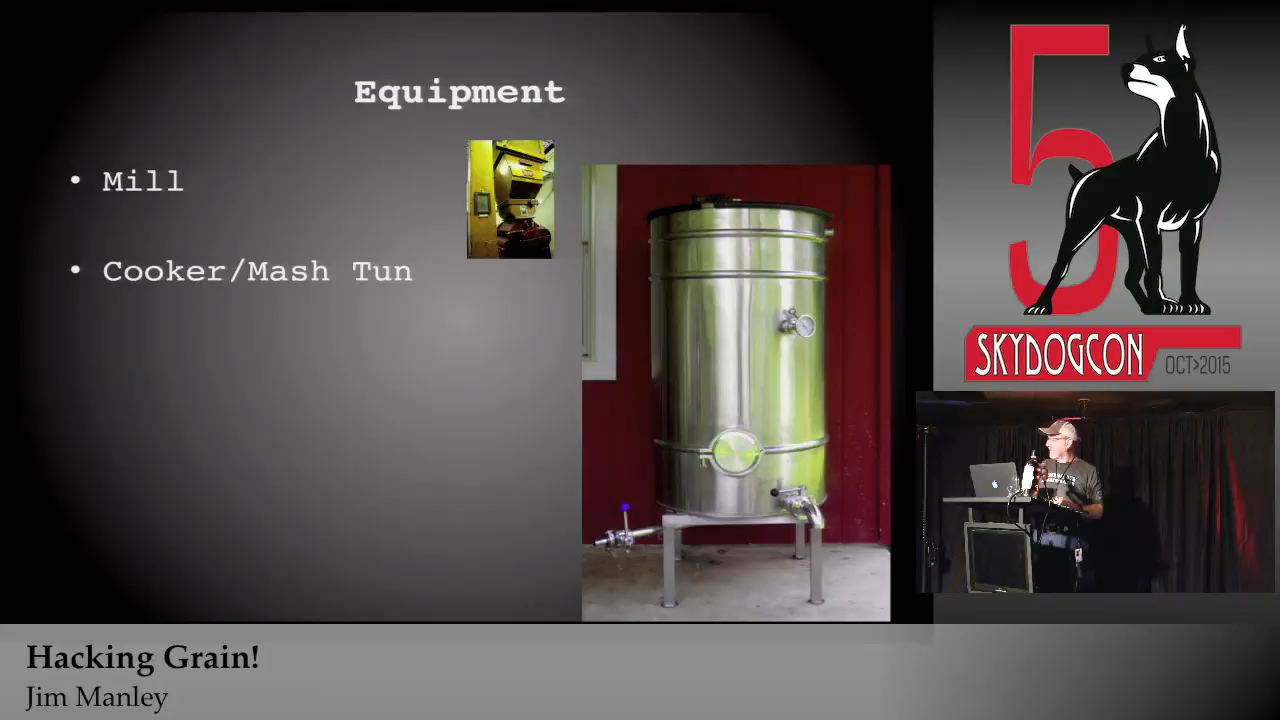 Equipment
• Mill
• Cooker/Mash Tun
5
SKYDOGCON
OCT>2015
Hacking Grain!
Jim Manley